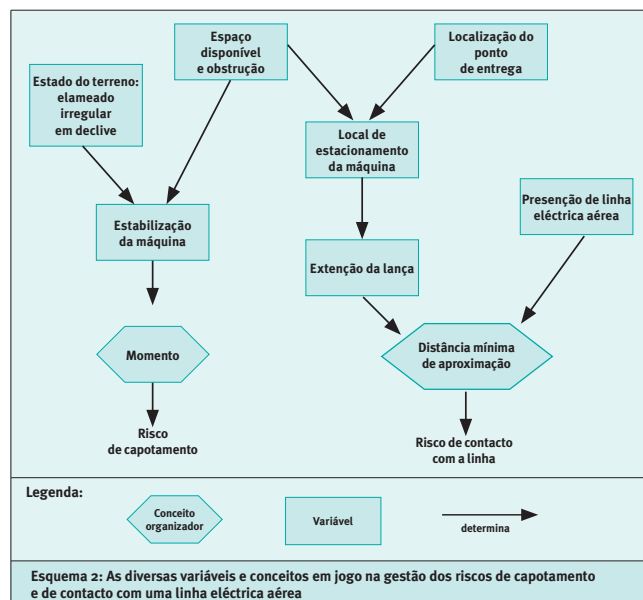 Espaço
disponível
e obstrução
Localização do
ponto
de entrega
Estado do terreno:
elameado
irregular
em declive
Local de
estacionamento
da máquina
Presenção de linha
eléctrica aérea
Estabilização
da máquina
Extenção da lança
Momento
Distância mínima
de aproximação
Risco
de capotamento
Risco de contacto
com a linha
Legenda:
Conceito
organizador
Variável
determina
Esquema 2: As diversas variáveis e conceitos em jogo na gestão dos riscos de capotamento
e de contacto com uma linha eléctrica aérea